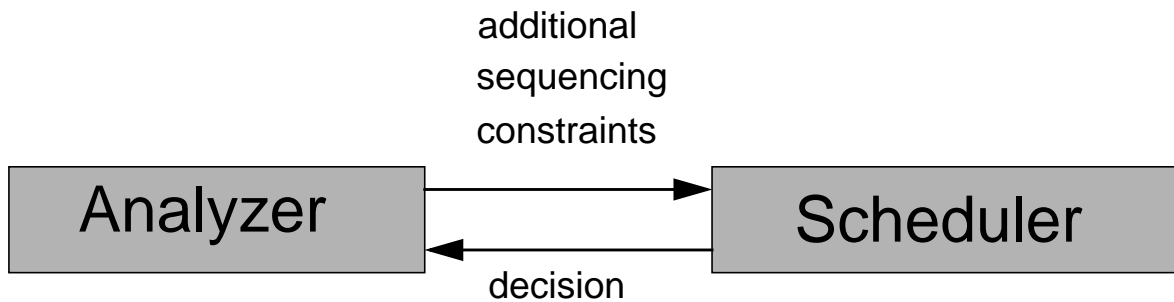 additional
sequencing
constraints
Analyzer
Scheduler
decision